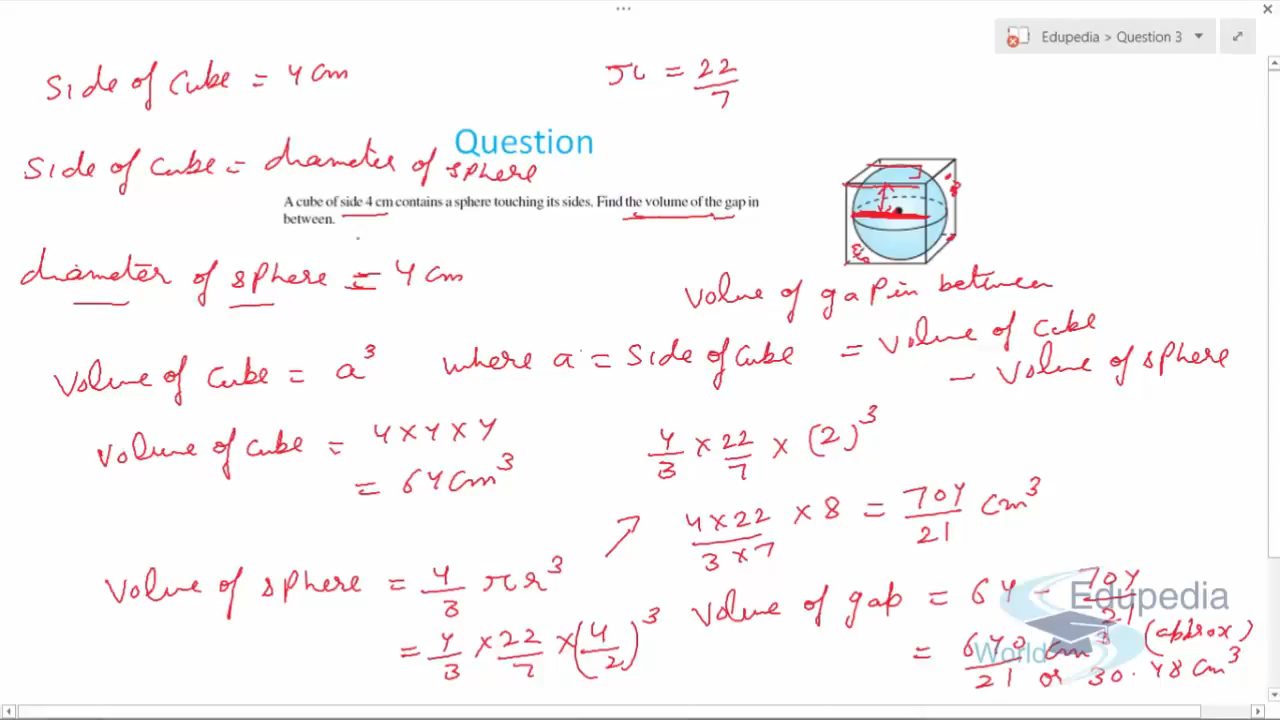 Edupedia > Question 3
Side of Cube = 4 cm
π = 22/7
Question
Side of Cube = diameter of sphere
A cube of side 4 cm contains a sphere touching its sides. Find the volume of the gap in
between.
diameter of sphere = 4 cm
Volume of gap in between
= Volume of Cube
- Volume of sphere
Volume of Cube = a³ where a = Side of Cube
Volume of Cube = 4 × 4 × 4
= 64 cm³
4/3 × 22/7 × (2)³
4 × 22/3 × 7 × 8 = 704/21 cm³
Volume of sphere = 4/3 πr³
= 4/3 × 22/7 × (4/2)³
Volume of gap = 64 - 704/21
= 640/21 cm³ or 30.48 cm³ (approx)
Edupedia
World